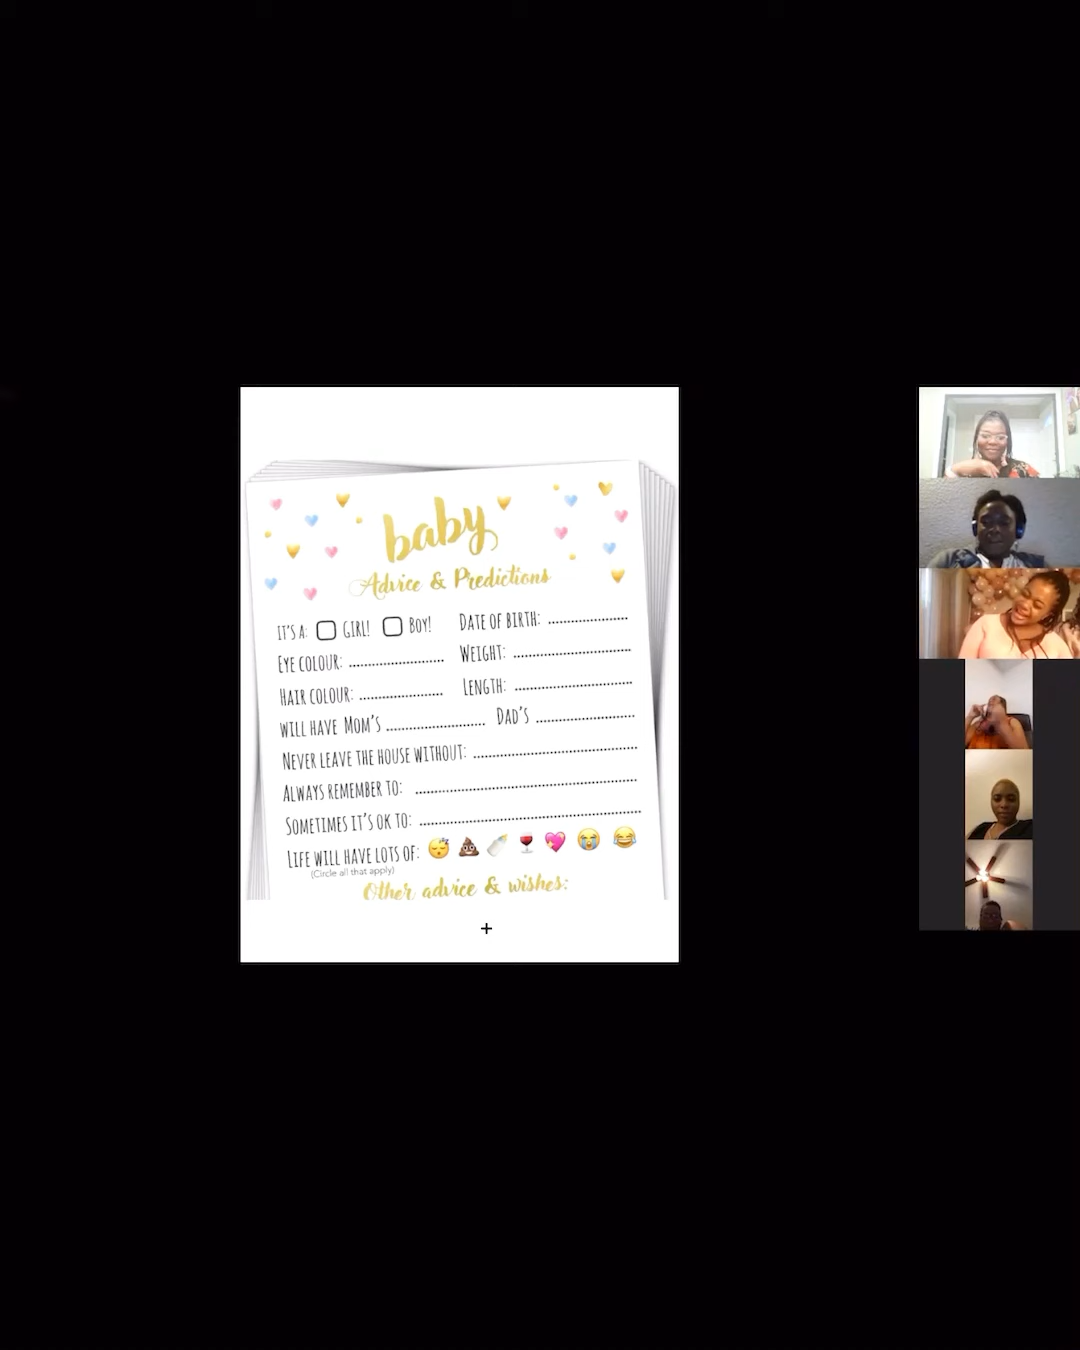 baby
Advice & Predictions
IT'S A: GIRL! BOY! DATE OF BIRTH: ....................
EYE COLOUR: .................... WEIGHT: ....................
HAIR COLOUR: .................... LENGTH: ....................
WILL HAVE MOM'S .................... DAD'S ....................
NEVER LEAVE THE HOUSE WITHOUT: ....................
ALWAYS REMEMBER TO: ....................
SOMETIMES IT'S OK TO: ....................
LIFE WILL HAVE LOTS OF: 😴 💩 🍼 🍷 💖 😭 😂
(Circle all that apply)
Other advice & wishes: